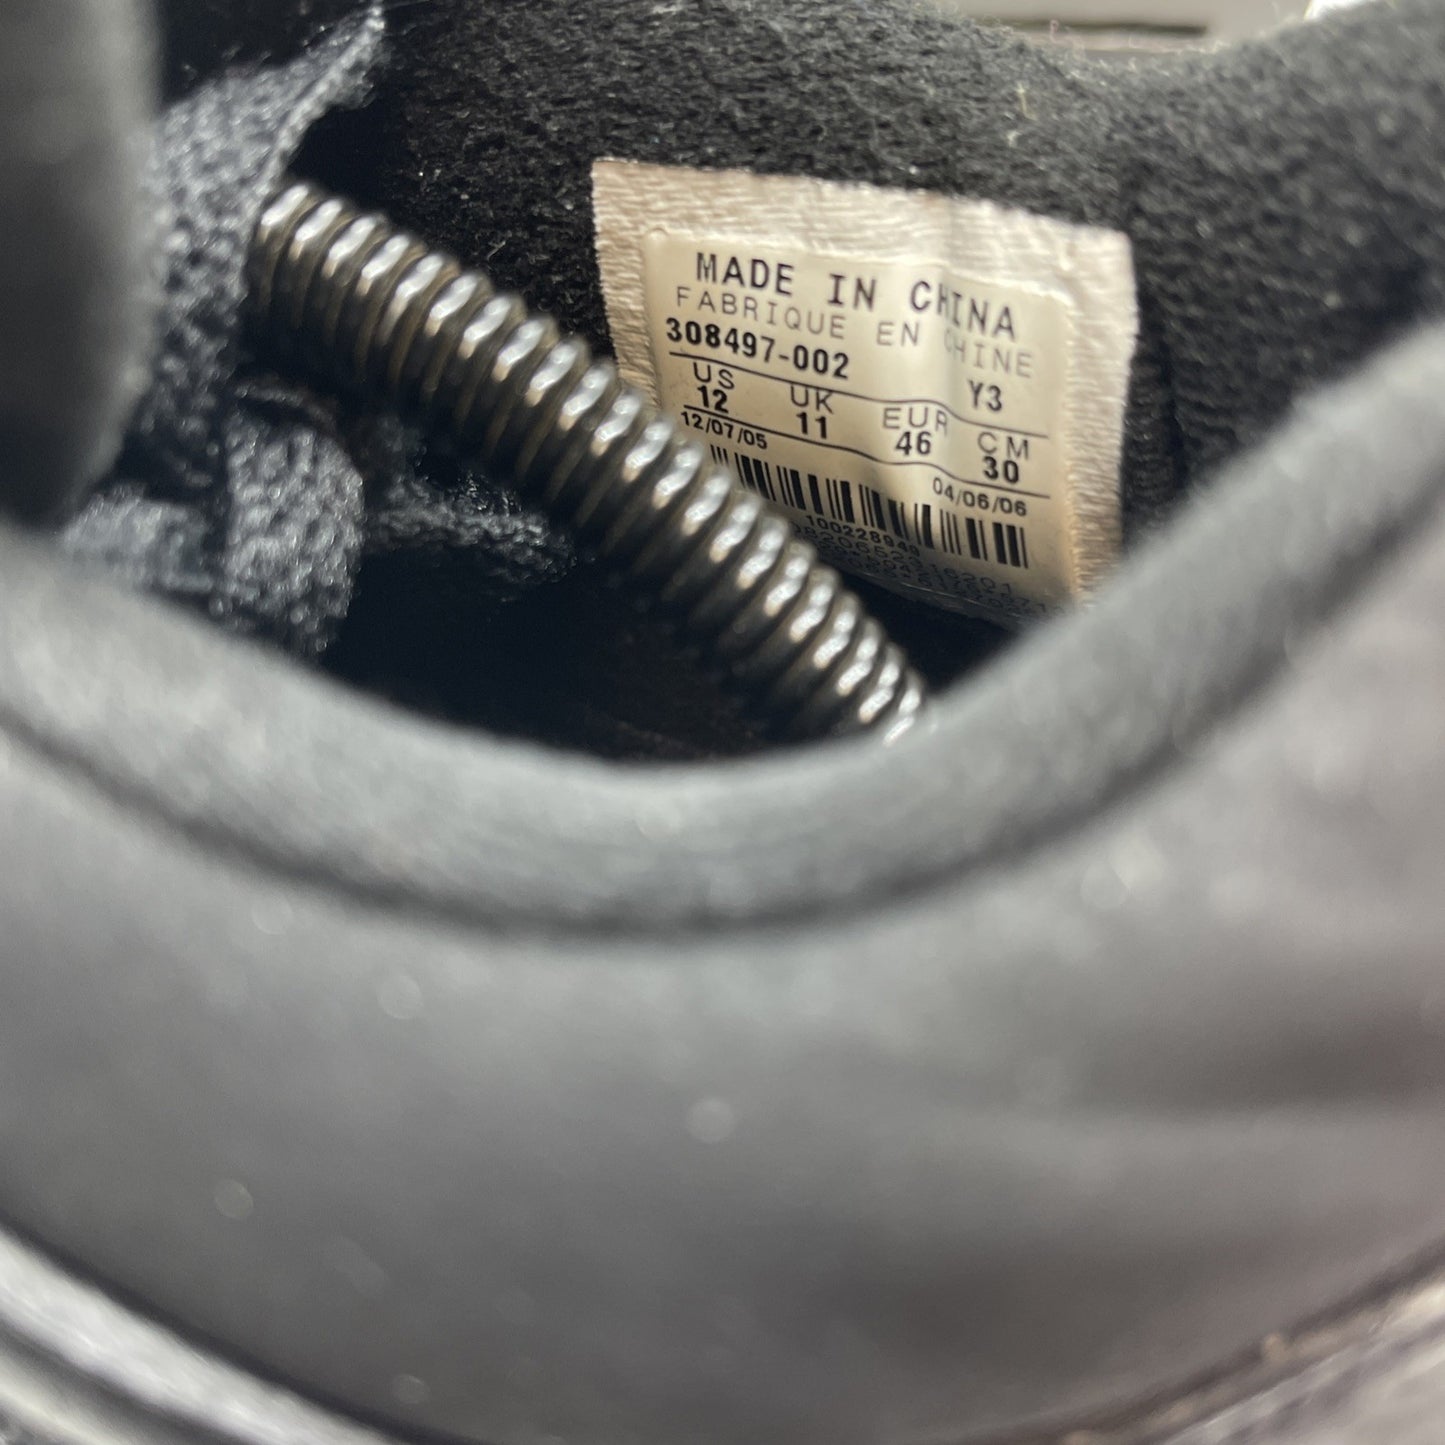 MADE IN CHINA
FABRIQUE EN CHINE
308497-002 Y3
US UK EUR CM
12 11 46 30
12/07/05 04/06/06
100228949